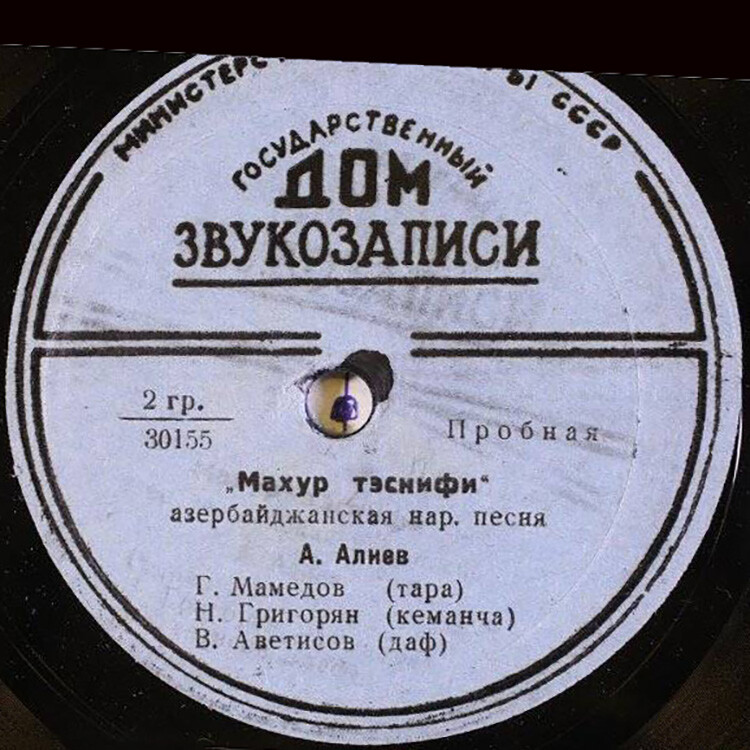 СССР
ГОСУДАРСТВЕННЫЙ
ДОМ
ЗВУКОЗАПИСИ
2 гр.
30155
Пробная
„Махур тэснифи“
азербайджанская нар. песня
А. Алиев
Г. Мамедов (тара)
Н. Григорян (кеманча)
В. Аветисов (даф)